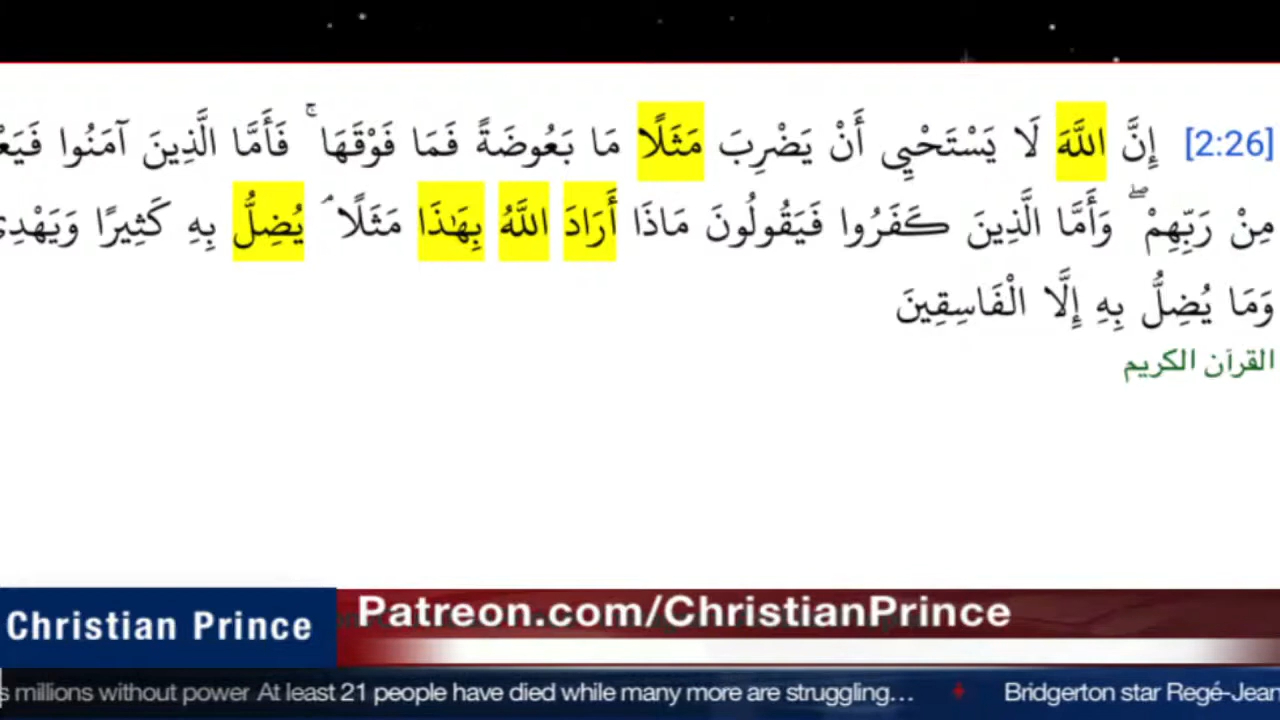 [2:26] إِنَّ اللَّهَ لَا يَسْتَحْيِي أَنْ يَضْرِبَ مَثَلًا مَا بَعُوضَةً فَمَا فَوْقَهَا ۚ فَأَمَّا الَّذِينَ آمَنُوا
مِنْ رَبِّهِمْ ۖ وَأَمَّا الَّذِينَ كَفَرُوا فَيَقُولُونَ مَاذَا أَرَادَ اللَّهُ بِهَٰذَا مَثَلًا ۘ يُضِلُّ بِهِ كَثِيرًا
وَمَا يُضِلُّ بِهِ إِلَّا الْفَاسِقِينَ
القرآن الكريم
Patreon.com/ChristianPrince
Christian Prince
s millions without power At least 21 people have died while many more are struggling... Bridgerton star Regé-Jean